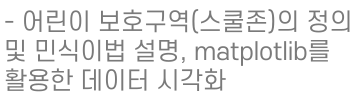 - 어린이 보호구역(스쿨존)의 정의
및 민식이법 설명, matplotlib를
활용한 데이터 시각화